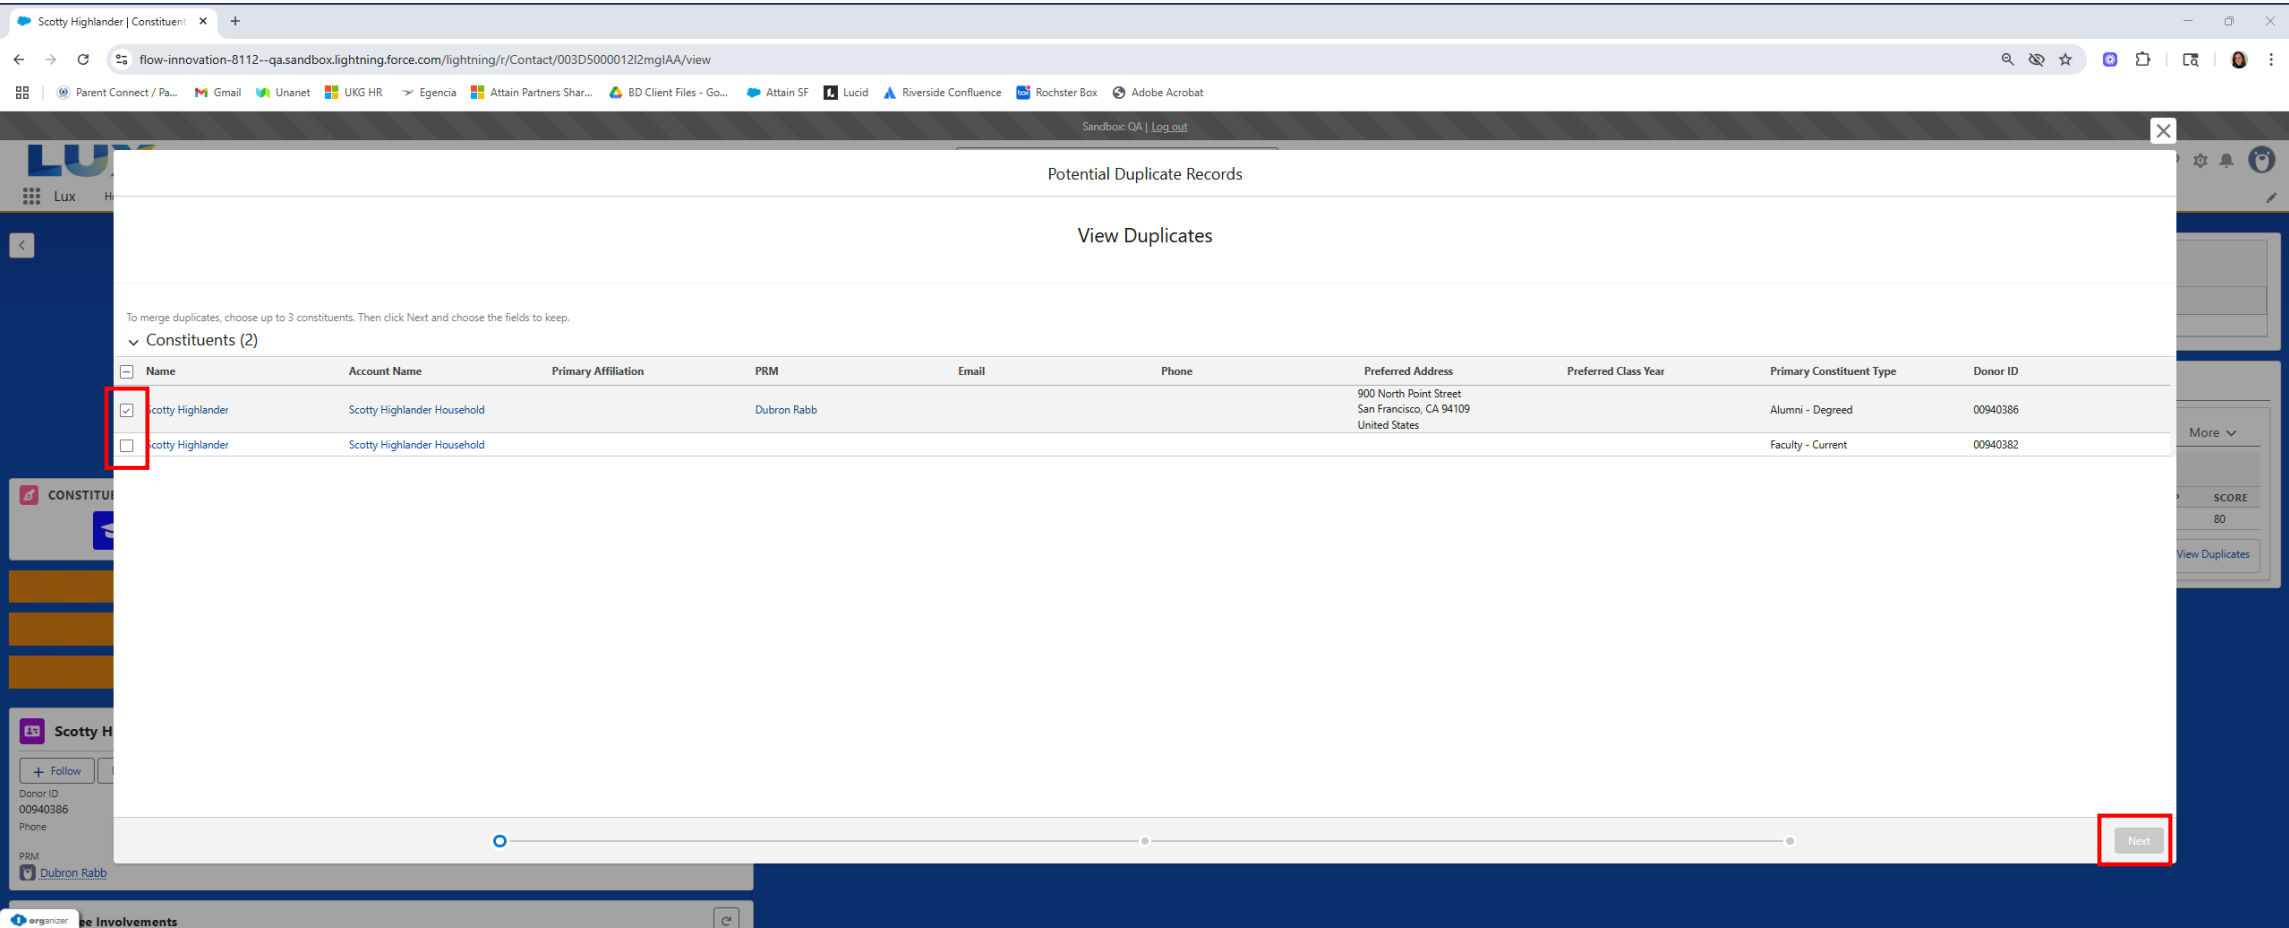 Scotty Highlander | Constituent
flow-innovation-8112--qa.sandbox.lightning.force.com/lightning/r/Contact/003D5000012I2mgIAA/view
Parent Connect / Pa... Gmail Unanet UKG HR Egencia Attain Partners Shar... BD Client Files - Go... Attain SF Lucid Riverside Confluence Rochster Box Adobe Acrobat
Sandbox: QA | Log out
LUX
Lux
Potential Duplicate Records
View Duplicates
To merge duplicates, choose up to 3 constituents. Then click Next and choose the fields to keep.
Constituents (2)
Name Account Name Primary Affiliation PRM Email Phone Preferred Address Preferred Class Year Primary Constituent Type Donor ID
Scotty Highlander Scotty Highlander Household Dubron Rabb 900 North Point Street
San Francisco, CA 94109
United States
Alumni - Degreed 00940386
Scotty Highlander Scotty Highlander Household Faculty - Current 00940382
More
CONSTITUE
SCORE
80
View Duplicates
Scotty H
Follow
Donor ID
00940386
Phone
PRM
Dubron Rabb
Next
organizer
ee Involvements